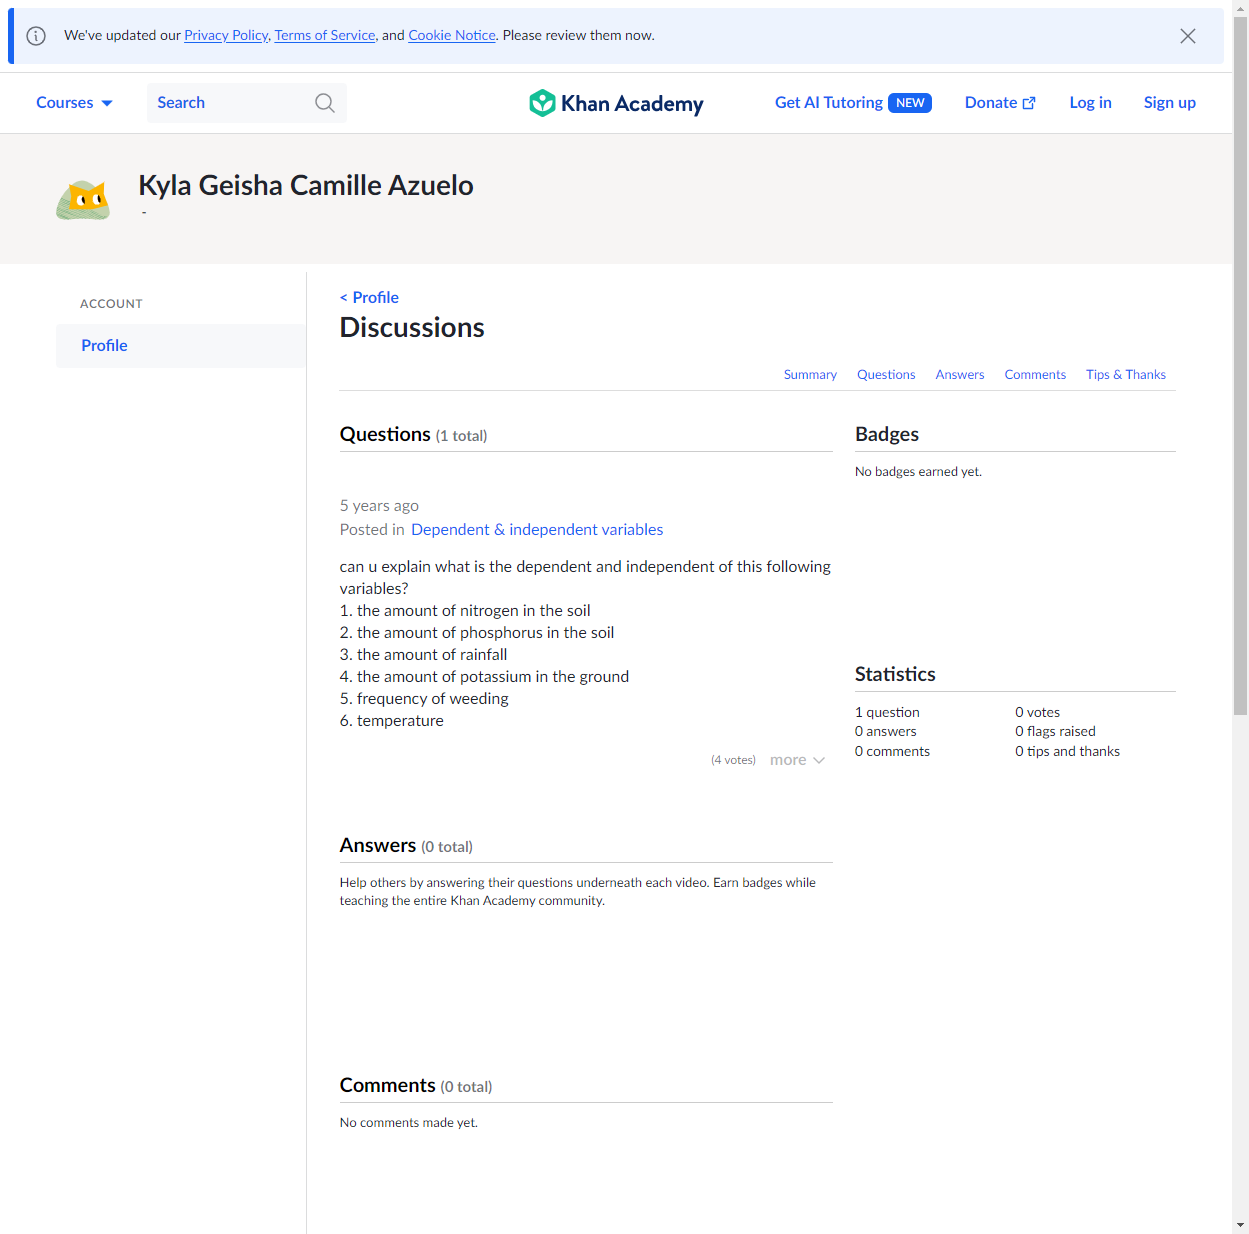 We've updated our Privacy Policy, Terms of Service, and Cookie Notice. Please review them now.
Courses
Search
Khan Academy
Get AI Tutoring NEW
Donate
Log in
Sign up
Kyla Geisha Camille Azuelo
-
ACCOUNT
Profile
< Profile
Discussions
Summary
Questions
Answers
Comments
Tips & Thanks
Questions (1 total)
5 years ago
Posted in Dependent & independent variables
can u explain what is the dependent and independent of this following
variables?
1. the amount of nitrogen in the soil
2. the amount of phosphorus in the soil
3. the amount of rainfall
4. the amount of potassium in the ground
5. frequency of weeding
6. temperature
(4 votes)
more
Answers (0 total)
Help others by answering their questions underneath each video. Earn badges while
teaching the entire Khan Academy community.
Comments (0 total)
No comments made yet.
Badges
No badges earned yet.
Statistics
1 question
0 votes
0 answers
0 flags raised
0 comments
0 tips and thanks